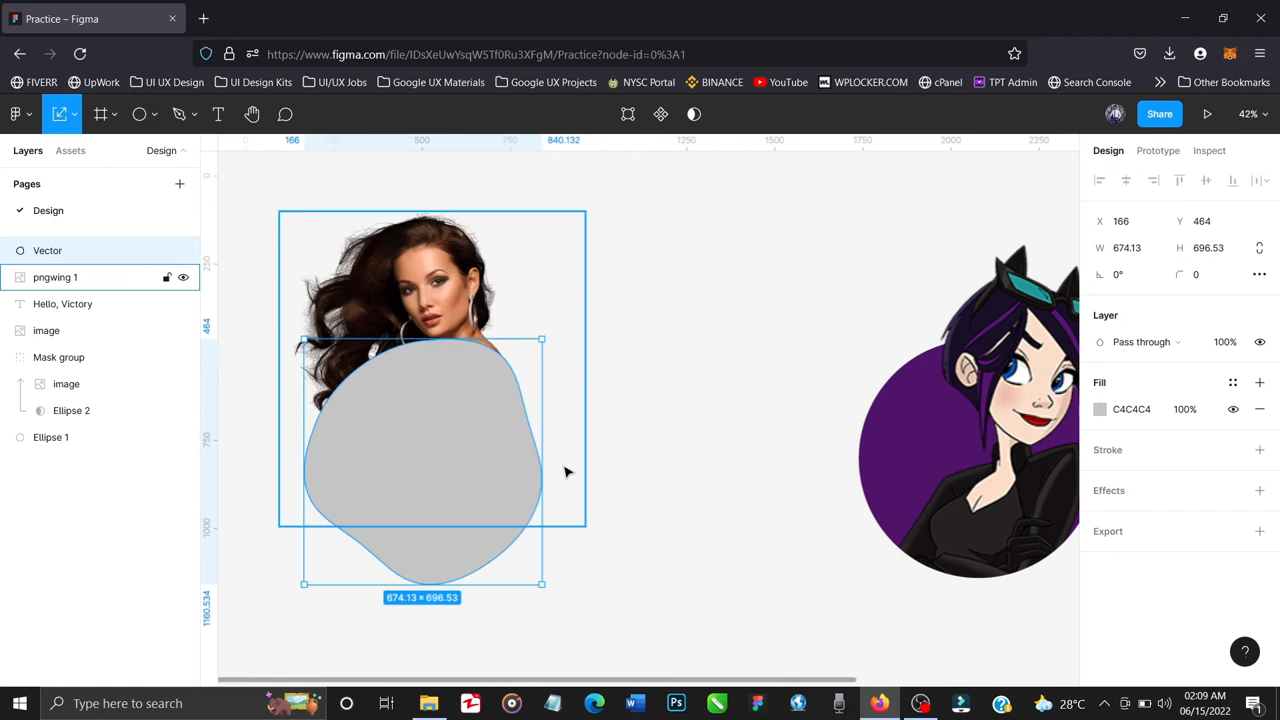 Practice – Figma
https://www.figma.com/file/IDsXeUwYsqW5Tf0Ru3XFgM/Practice?node-id=0%3A1
FIVERR
UpWork
UI UX Design
UI Design Kits
UI/UX Jobs
Google UX Materials
Google UX Projects
NYSC Portal
BINANCE
YouTube
WPLOCKER.COM
cPanel
TPT Admin
Search Console
Other Bookmarks
Share
42%
Layers
Assets
Design
166
500
750
840.132
1250
1500
1750
2000
2250
Design
Prototype
Inspect
Pages
Design
Vector
pngwing 1
Hello, Victory
image
Mask group
image
Ellipse 2
Ellipse 1
0
250
464
750
1000
1160.534
674.13 × 696.53
X 166
Y 464
W 674.13
H 696.53
0°
0
Layer
Pass through
100%
Fill
C4C4C4
100%
Stroke
Effects
Export
?
Type here to search
28°C
02:09 AM
06/15/2022